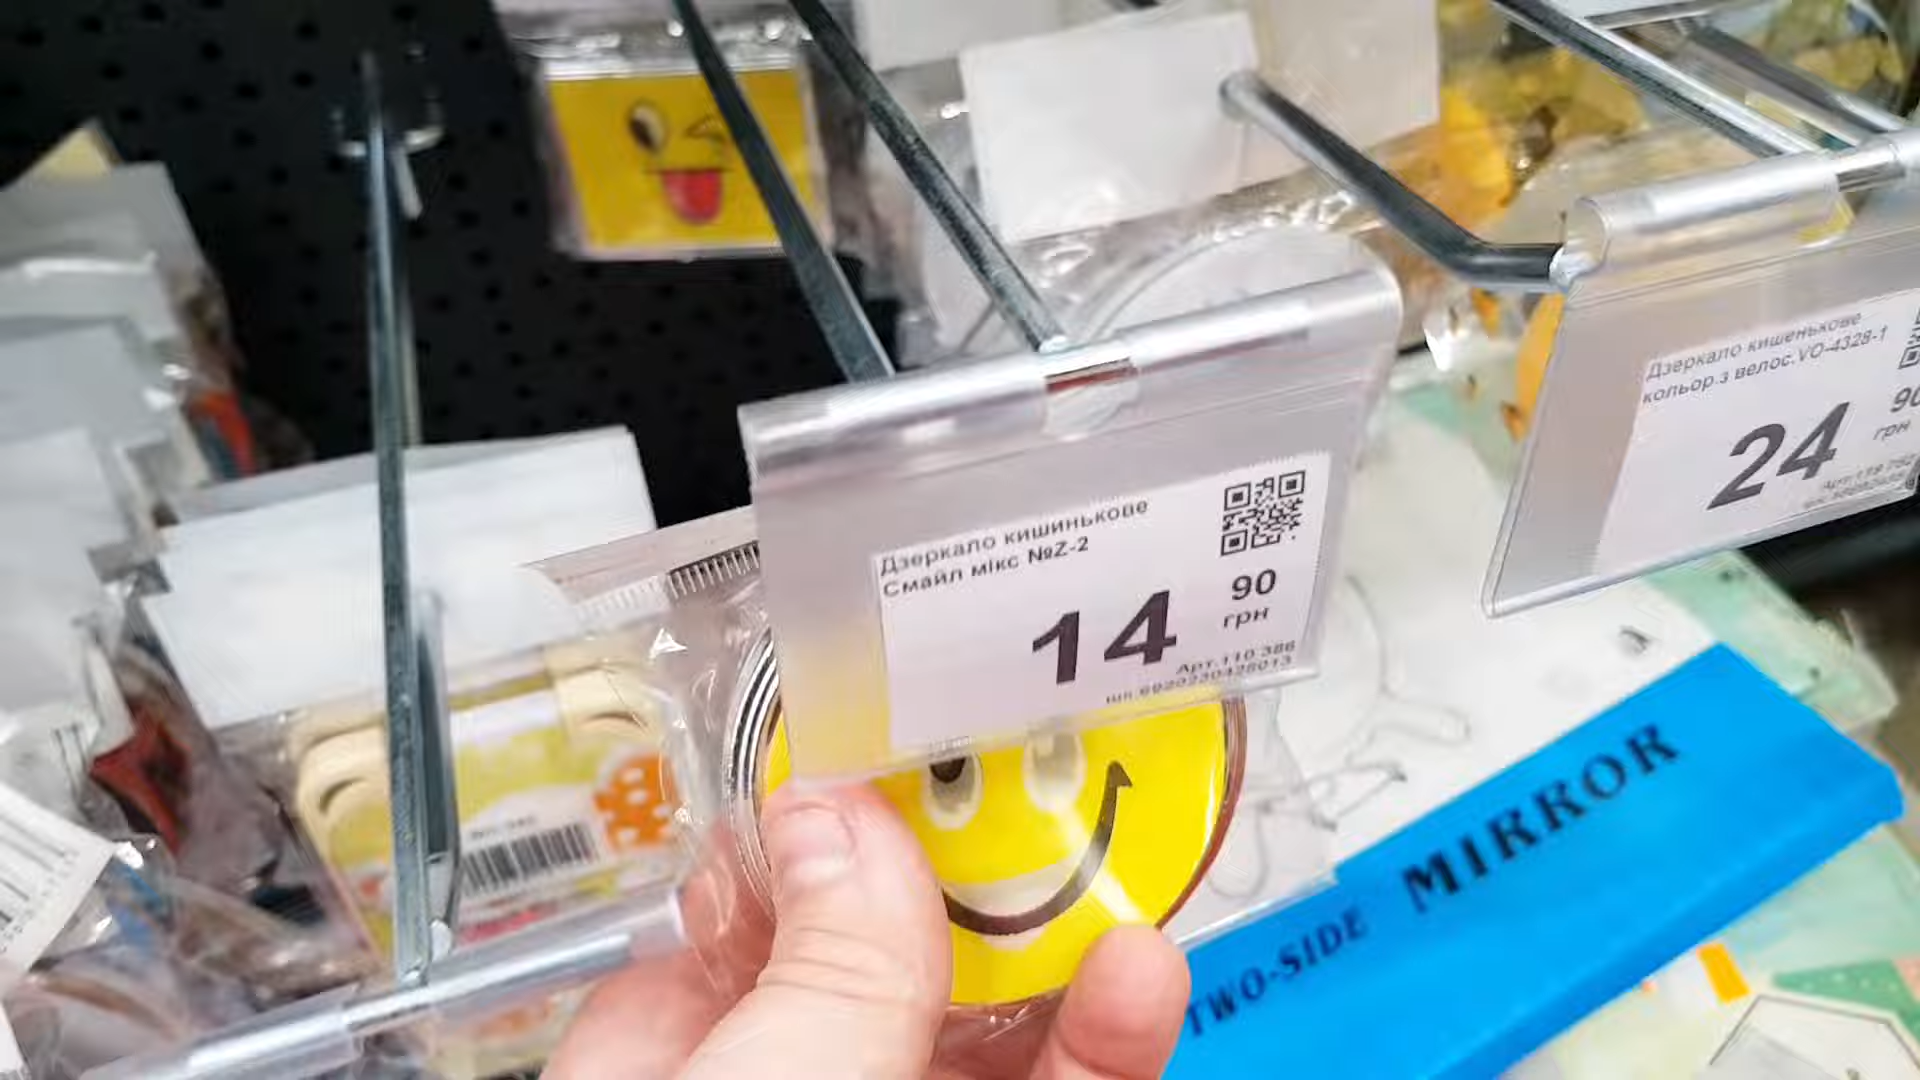 Дзеркало кишинькове
Смайл мікс №Z-2
14
90
грн
Арт.110 386
Дзеркало кишенькове
кольор.з велос.VO-4328-1
24
90
грн
TWO-SIDE MIRROR